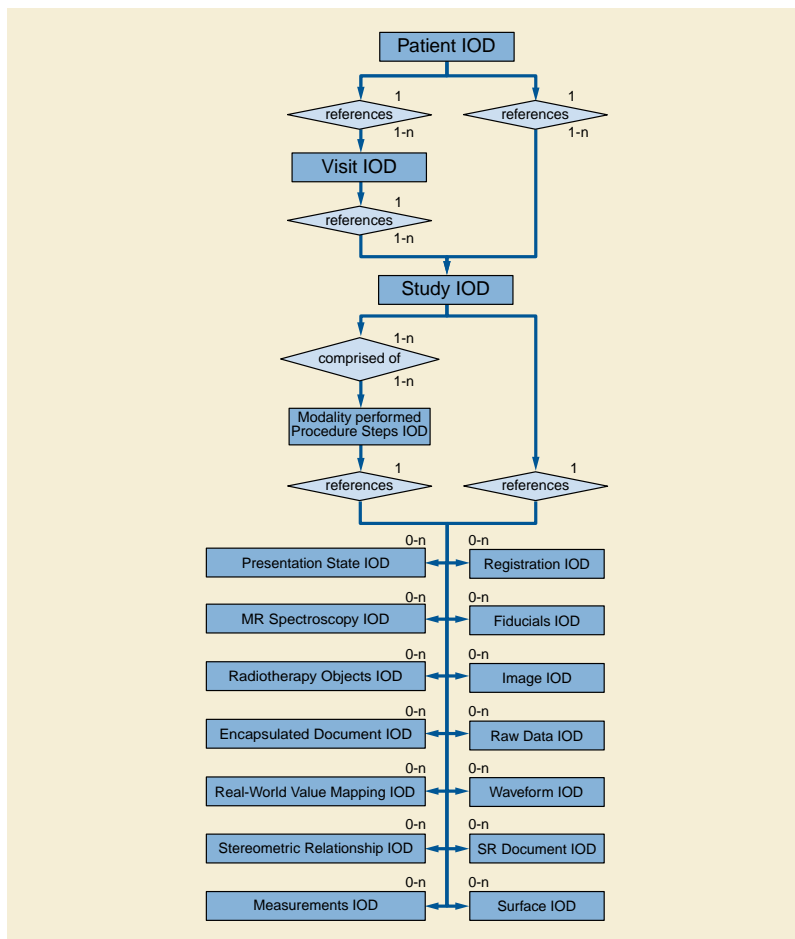 Patient IOD
1
1
references
references
1-n
1-n
Visit IOD
1
references
1-n
Study IOD
1-n
comprised of
1-n
Modality performed
Procedure Steps IOD
1
1
references
references
0-n
0-n
Presentation State IOD
Registration IOD
0-n
0-n
MR Spectroscopy IOD
Fiducials IOD
0-n
0-n
Radiotherapy Objects IOD
Image IOD
0-n
0-n
Encapsulated Document IOD
Raw Data IOD
0-n
0-n
Real-World Value Mapping IOD
Waveform IOD
0-n
0-n
Stereometric Relationship IOD
SR Document IOD
0-n
0-n
Measurements IOD
Surface IOD